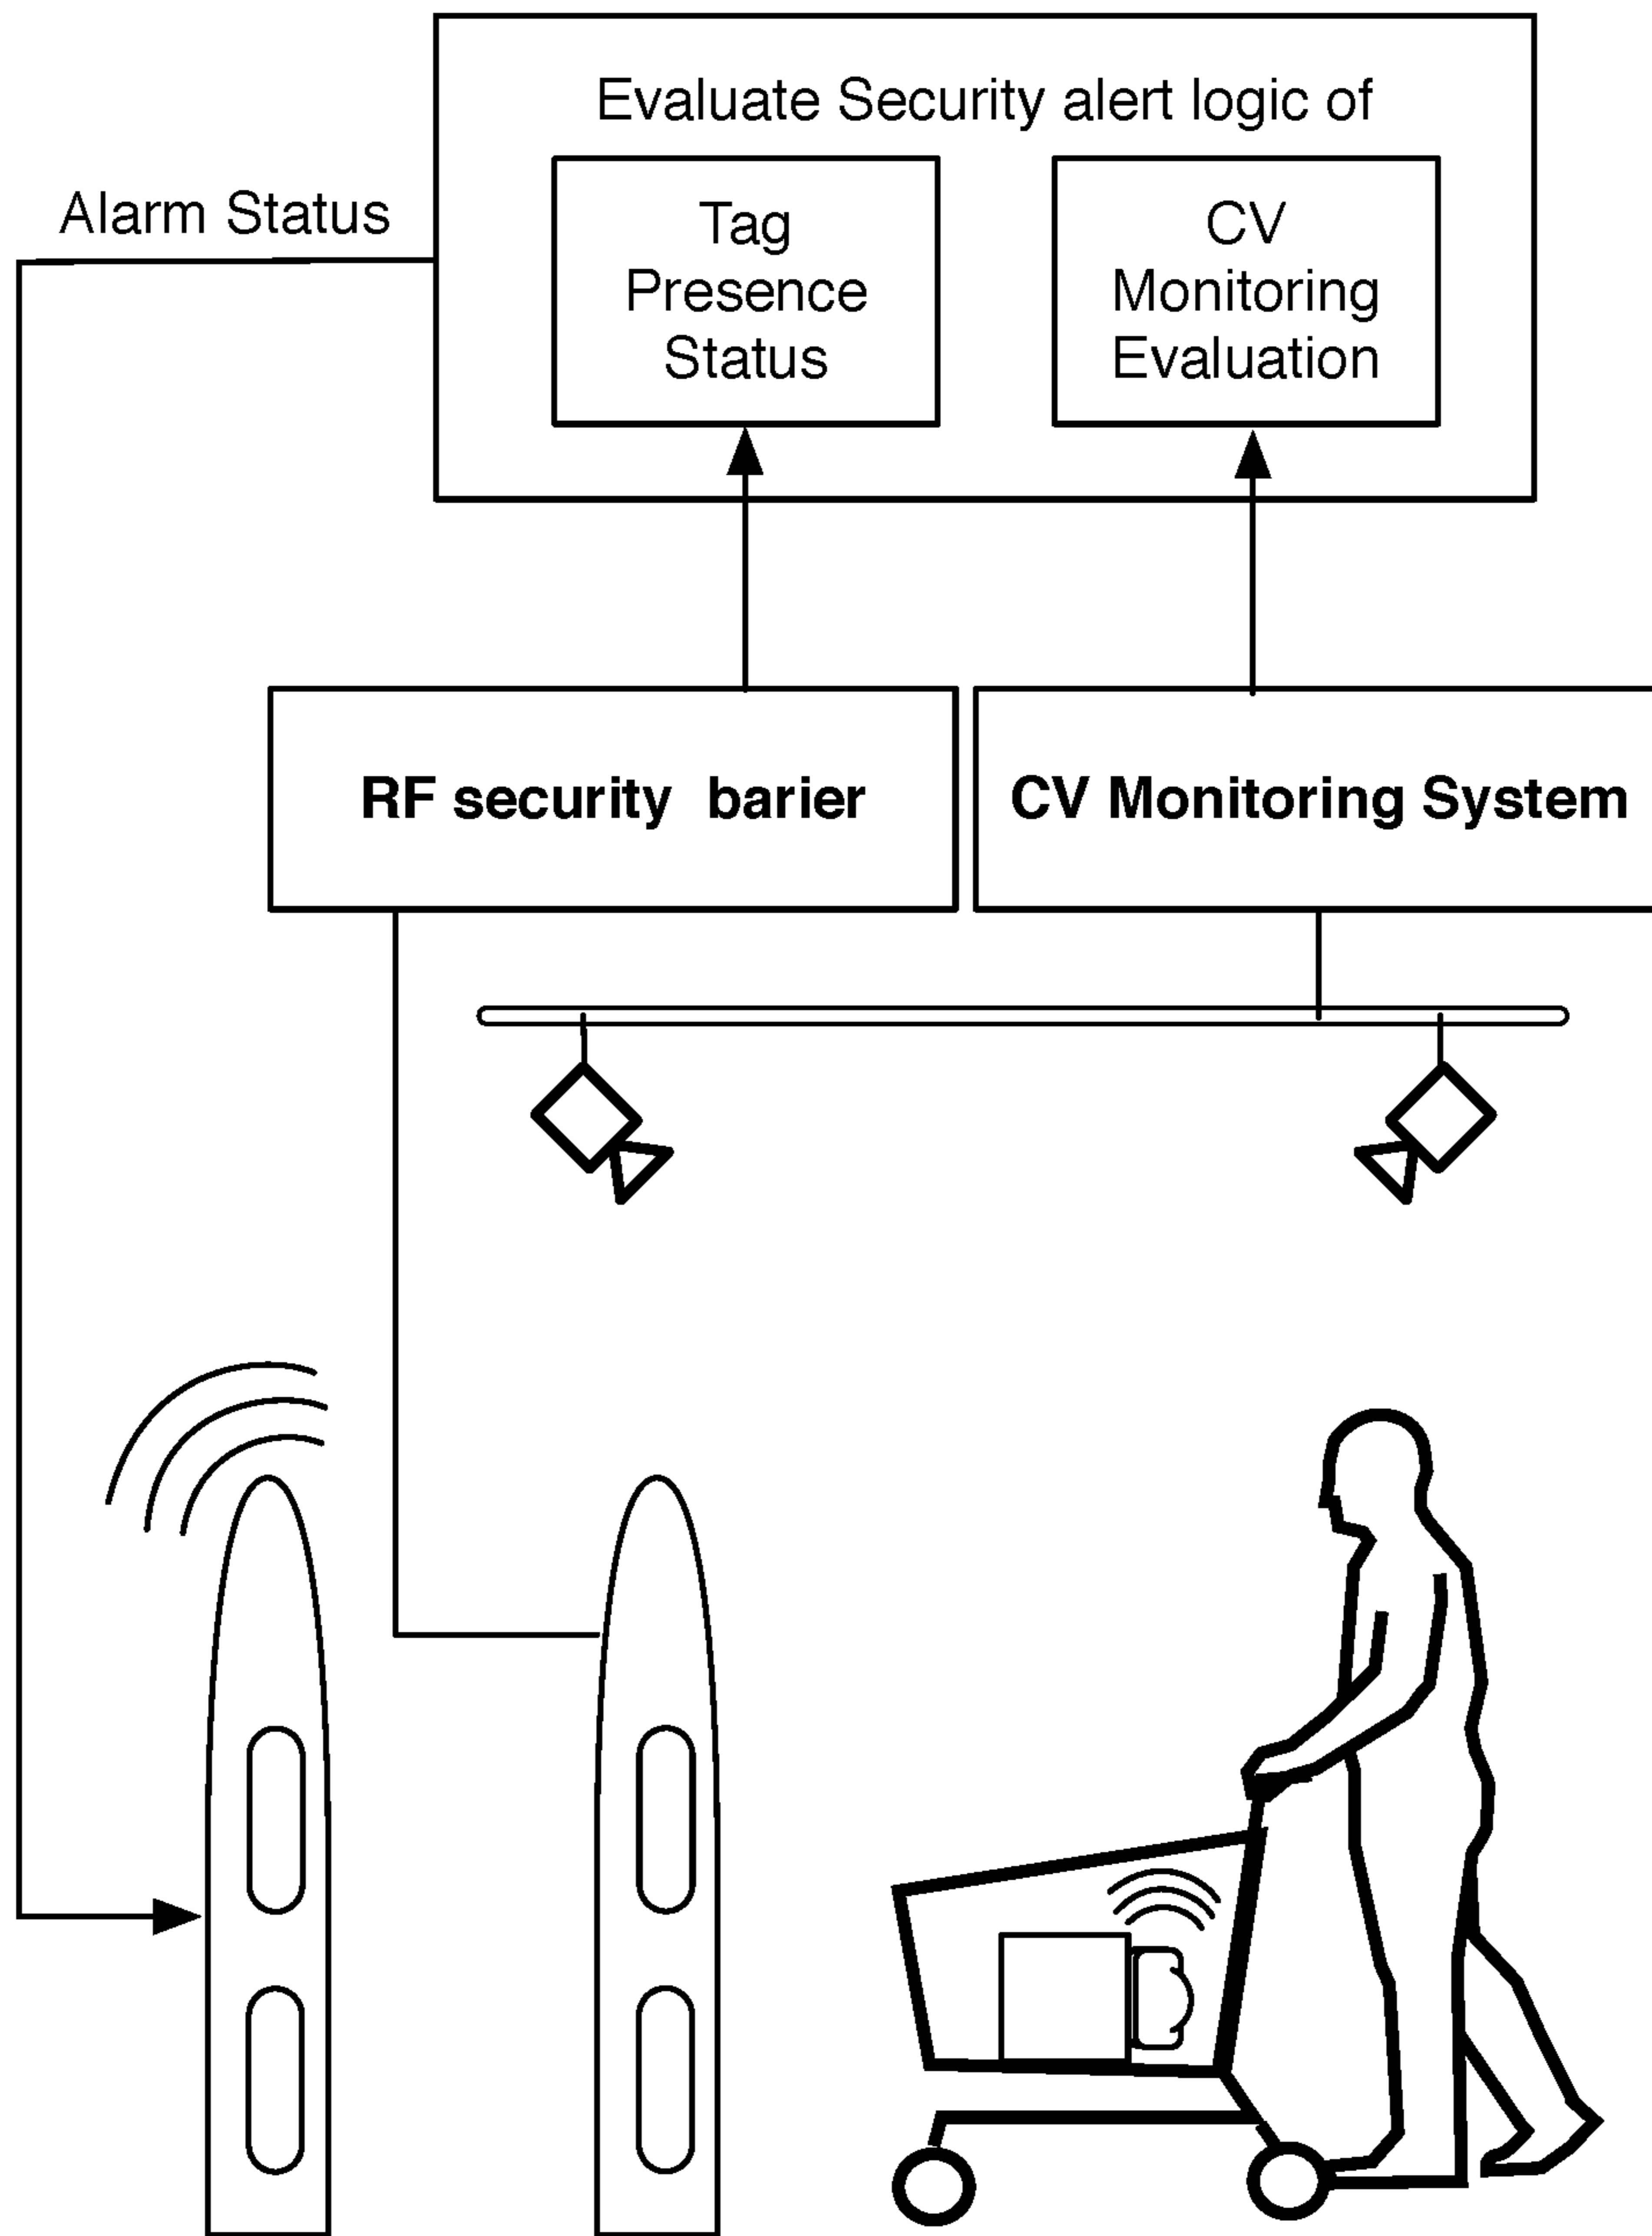 Evaluate Security alert logic of
Alarm Status
Tag
Presence
Status
CV
Monitoring
Evaluation
RF security  barier
CV Monitoring System